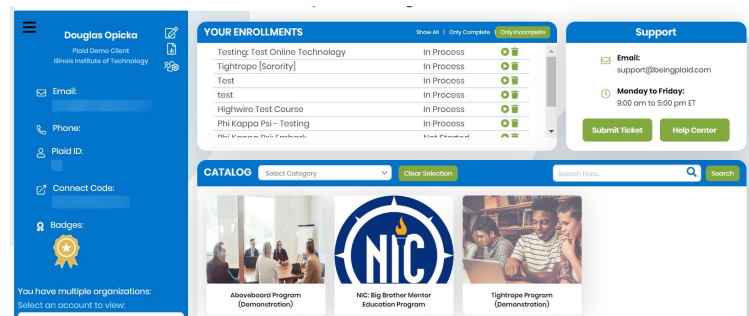 Douglas Opicka
Plaid Demo Client
Illinois Institute of Technology
Email:
Phone:
Plaid ID:
Connect Code:
Badges:
You have multiple organizations:
Select an account to view:
YOUR ENROLLMENTS
Show All | Only Complete | Only Incomplete
Testing: Test Online Technology In Process
Tightrope [Sorority] In Process
Test In Process
test In Process
Highwire Test Course In Process
Phi Kappa Psi - Testing In Process
Phi Kappa Psi: Embark Not Started
Support
Email:
support@beingplaid.com
Monday to Friday:
9:00 am to 5:00 pm ET
Submit Ticket Help Center
CATALOG Select Category Clear Selection Search here... Search
NIC
Aboveboard Program
(Demonstration)
NIC: Big Brother Mentor
Education Program
Tightrope Program
(Demonstration)